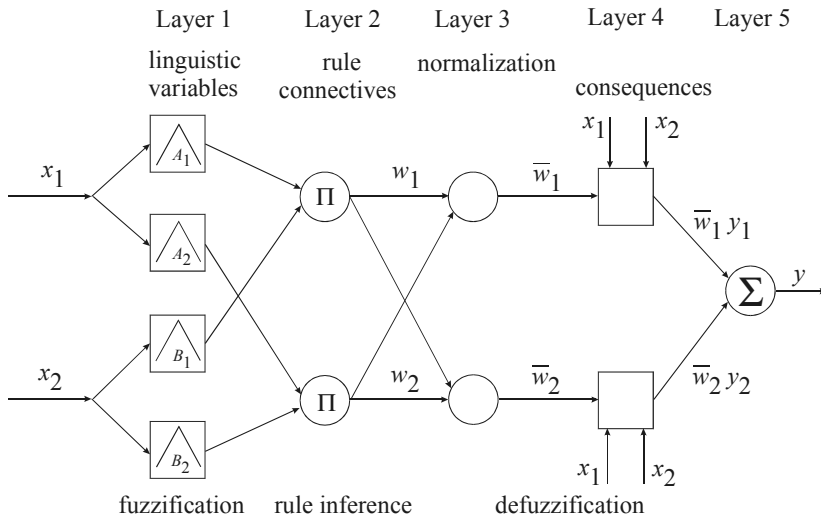 Layer 1 Layer 2 Layer 3 Layer 4 Layer 5
linguistic variables
rule connectives
normalization
consequences
x₁ x₂
x₁
A₁
A₂
Π
w₁
w̅₁
w̅₁ y₁
Σ
y
x₂
B₁
B₂
Π
w₂
w̅₂
w̅₂ y₂
x₁ x₂
fuzzification rule inference defuzzification